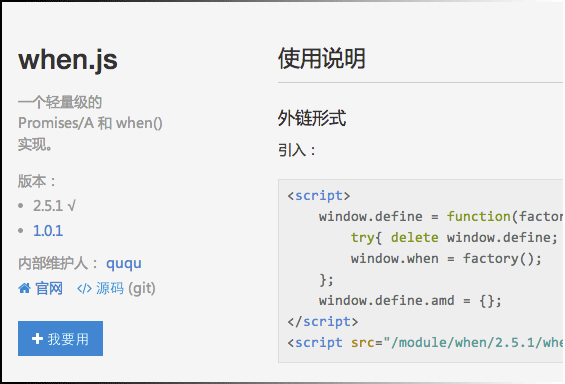 when.js
一个轻量级的
Promises/A 和 when()
实现。
版本：
2.5.1 √
1.0.1
内部维护人： ququ
官网 </> 源码 (git)
+ 我要用
使用说明
外链形式
引入：
<script>
window.define = function(factor
try{ delete window.define;
window.when = factory();
};
window.define.amd = {};
</script>
<script src="/module/when/2.5.1/whe